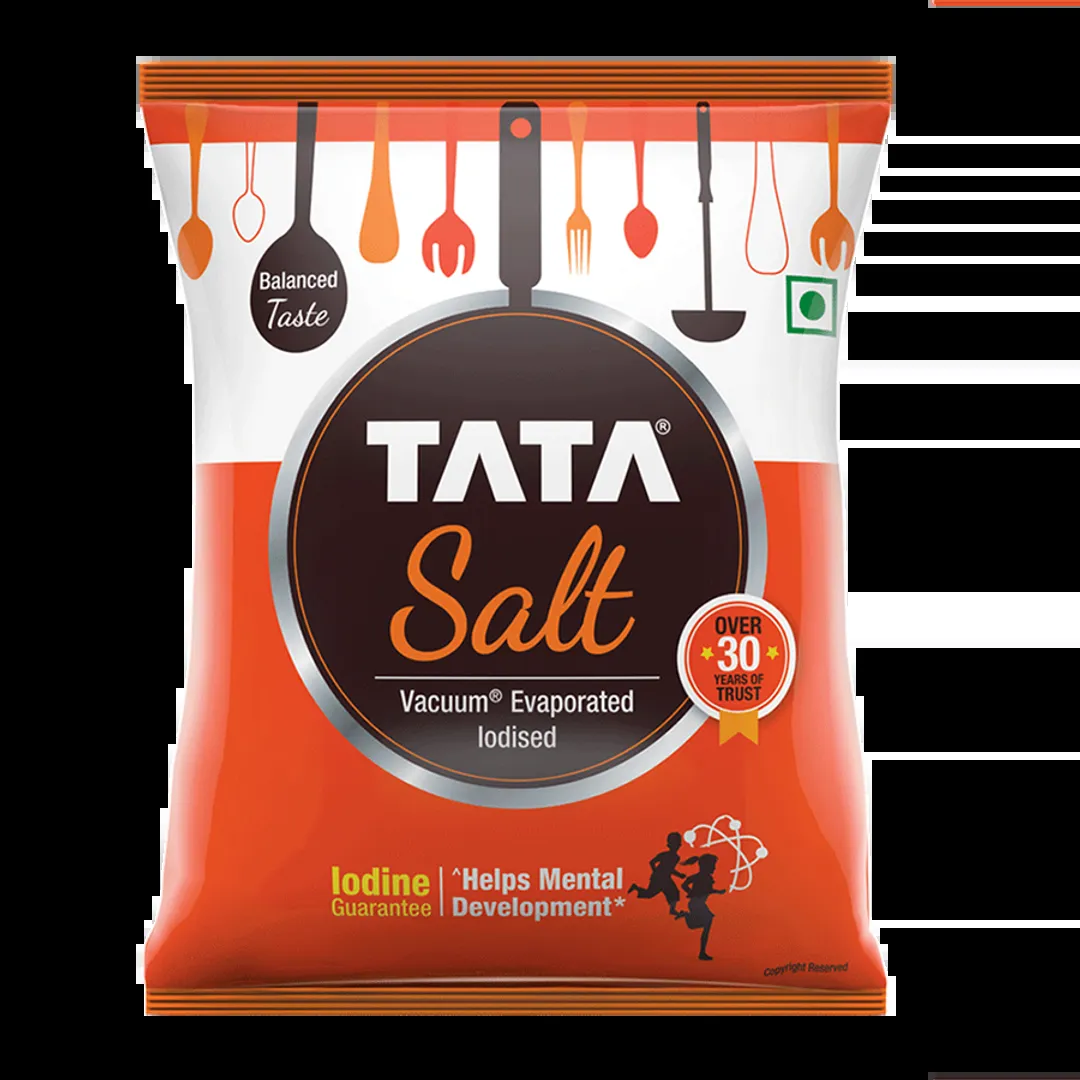 Balanced
Taste
TATA®
Salt
Vacuum® Evaporated
Iodised
OVER
30
YEARS OF
TRUST
Iodine
Guarantee
^Helps Mental
Development*
Copyright Reserved